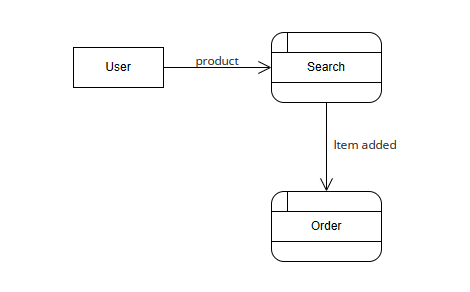 User
product
Search
Item added
Order